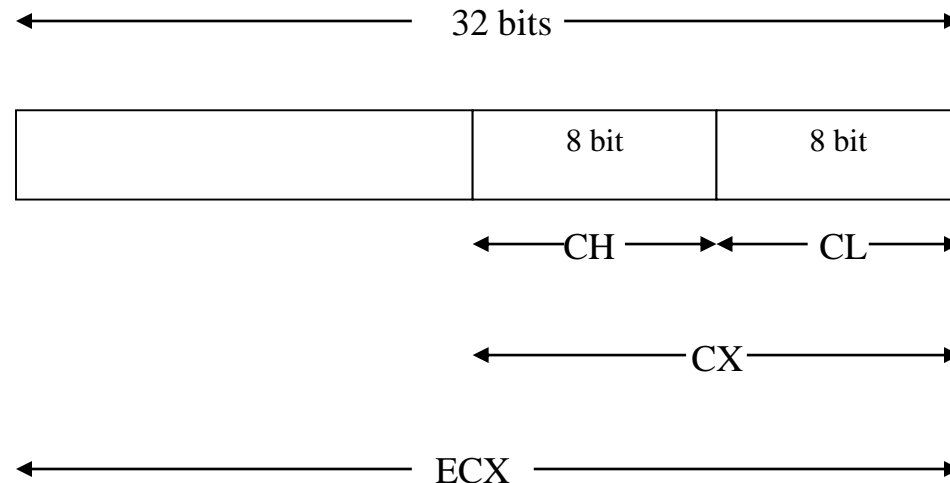 32 bits
8 bit 8 bit
CH CL
CX
ECX